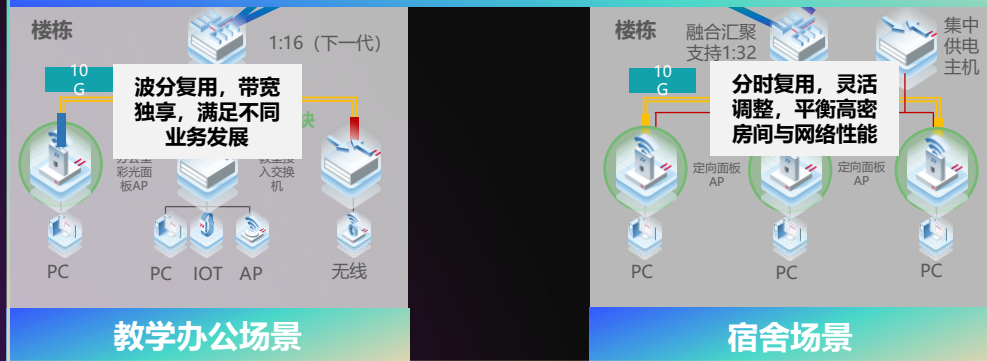 楼栋
1:16（下一代）
10
G
波分复用，带宽
独享，满足不同
业务发展
彩光面
板AP
入交换
机
PC
PC
IOT
AP
无线
教学办公场景
楼栋
融合汇聚
支持1:32
集中
供电
主机
10
G
分时复用，灵活
调整，平衡高密
房间与网络性能
定向面板
AP
定向面板
AP
PC
PC
PC
宿舍场景